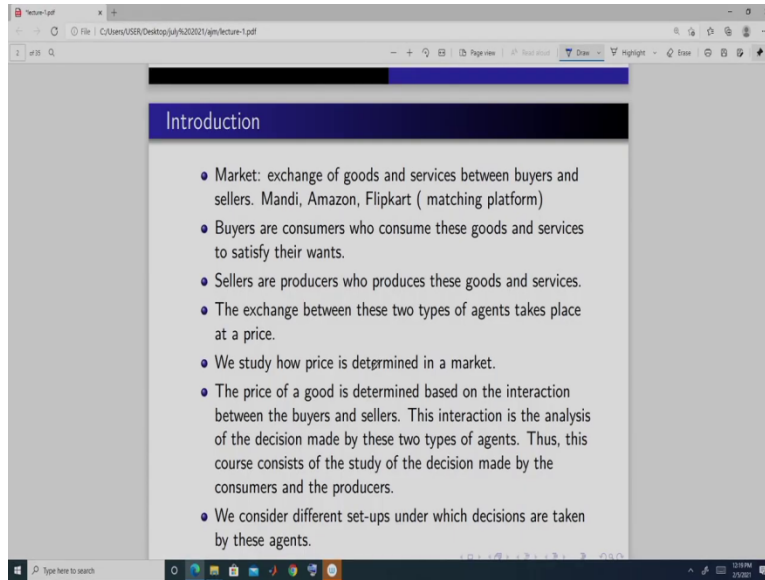 *lecture-1.pdf
File | C:/Users/USER/Desktop/july%202021/ajm/lecture-1.pdf
2 of 35
Page view | Read aloud | Draw Highlight Erase
Introduction
Market: exchange of goods and services between buyers and
sellers. Mandi, Amazon, Flipkart ( matching platform)
Buyers are consumers who consume these goods and services
to satisfy their wants.
Sellers are producers who produces these goods and services.
The exchange between these two types of agents takes place
at a price.
We study how price is determined in a market.
The price of a good is determined based on the interaction
between the buyers and sellers. This interaction is the analysis
of the decision made by these two types of agents. Thus, this
course consists of the study of the decision made by the
consumers and the producers.
We consider different set-ups under which decisions are taken
by these agents.
Type here to search
12:19 PM
2/5/2021